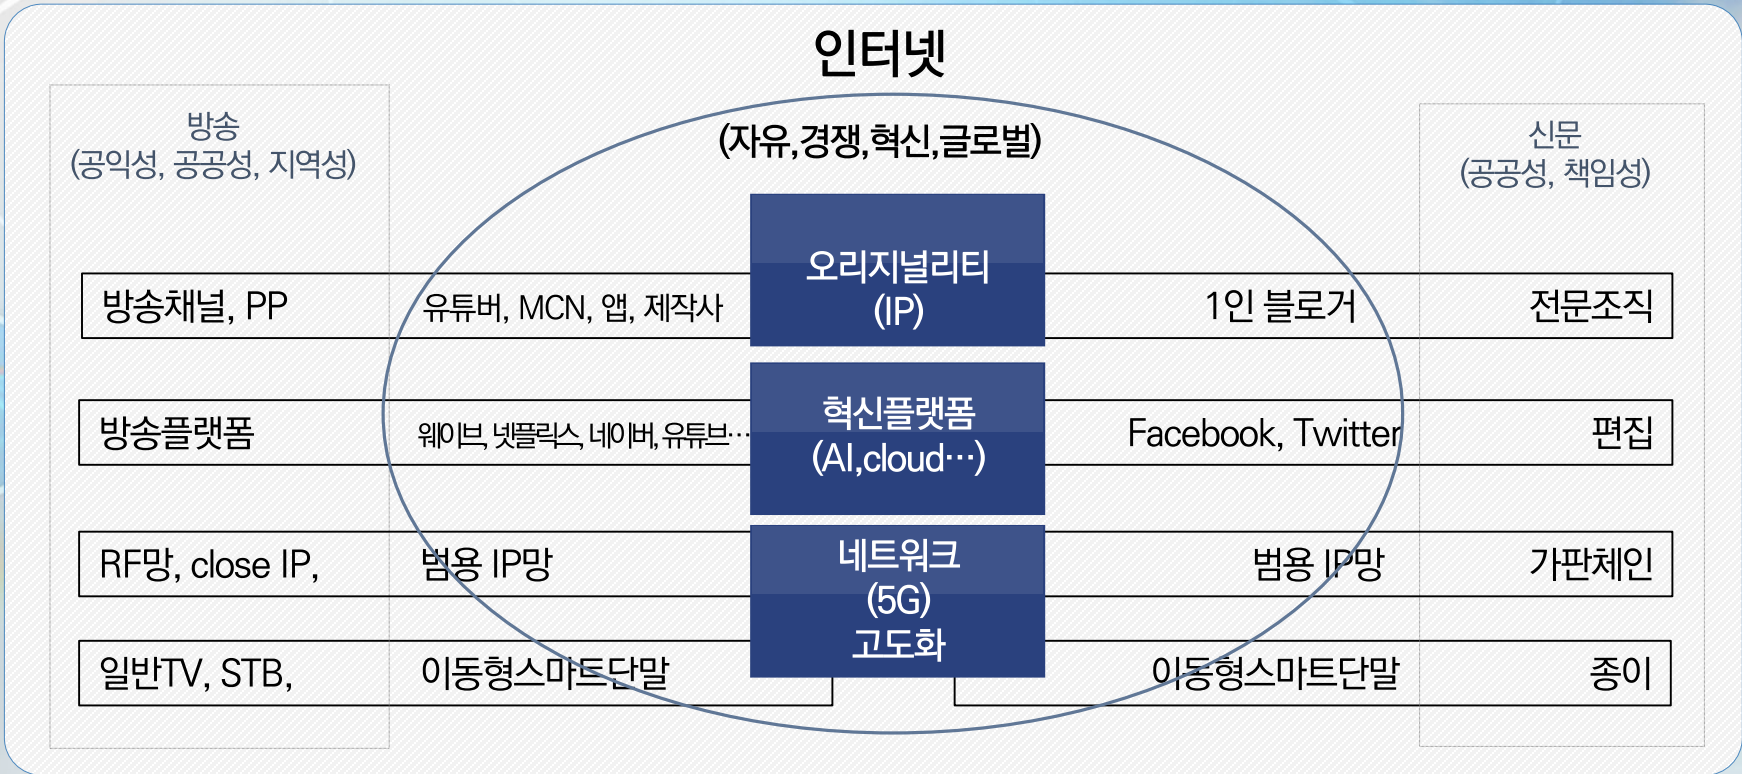 인터넷
(자유,경쟁,혁신,글로벌)
방송
(공익성, 공공성, 지역성)
신문
(공공성, 책임성)
방송채널, PP
유튜버, MCN, 앱, 제작사
오리지널리티
(IP)
1인 블로거
전문조직
방송플랫폼
웨이브, 넷플릭스, 네이버, 유튜브…
혁신플랫폼
(AI,cloud…)
Facebook, Twitter
편집
RF망, close IP,
범용 IP망
네트워크
(5G)
고도화
범용 IP망
가판체인
일반TV, STB,
이동형스마트단말
이동형스마트단말
종이